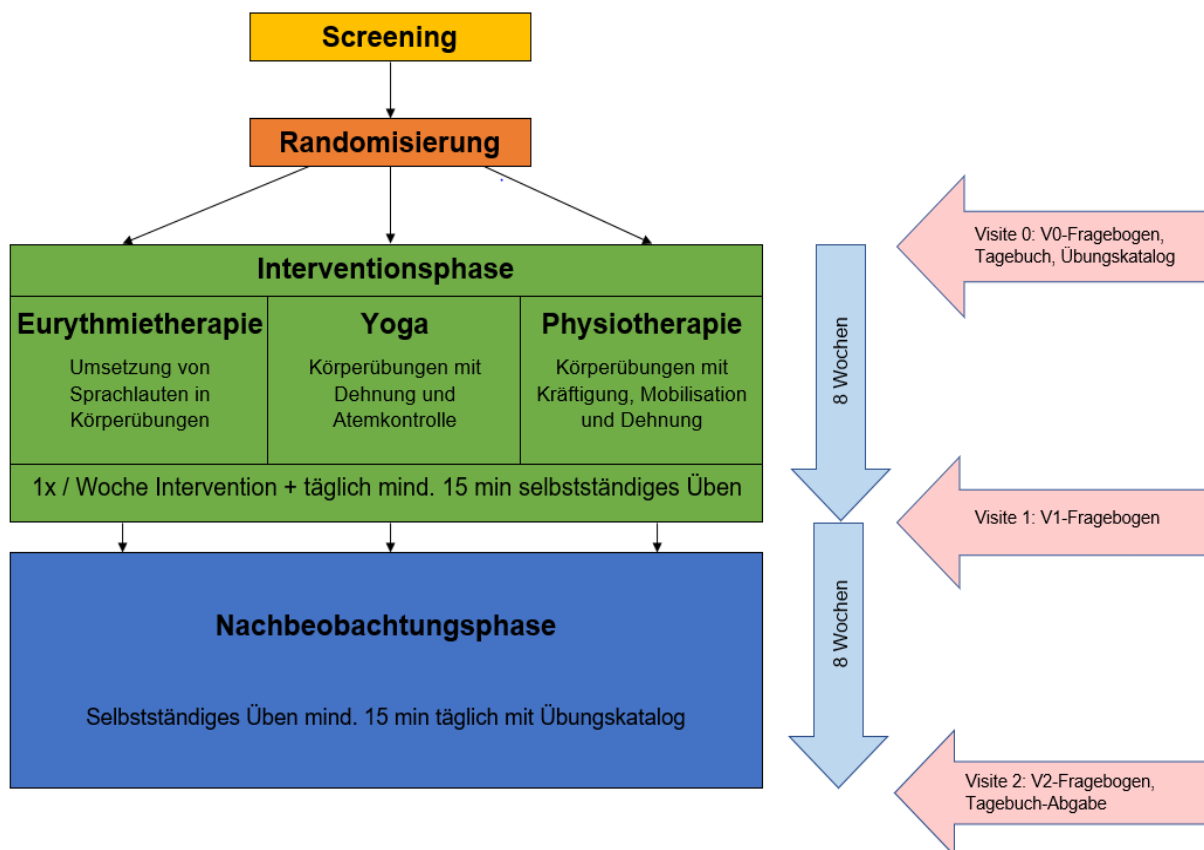 Screening
Randomisierung
Interventionsphase
Eurythmietherapie
Umsetzung von
Sprachlauten in
Körperübungen
Yoga
Körperübungen mit
Dehnung und
Atemkontrolle
Physiotherapie
Körperübungen mit
Kräftigung, Mobilisation
und Dehnung
1x / Woche Intervention + täglich mind. 15 min selbstständiges Üben
Nachbeobachtungsphase
Selbstständiges Üben mind. 15 min täglich mit Übungskatalog
8 Wochen
8 Wochen
Visite 0: V0-Fragebogen,
Tagebuch, Übungskatalog
Visite 1: V1-Fragebogen
Visite 2: V2-Fragebogen,
Tagebuch-Abgabe